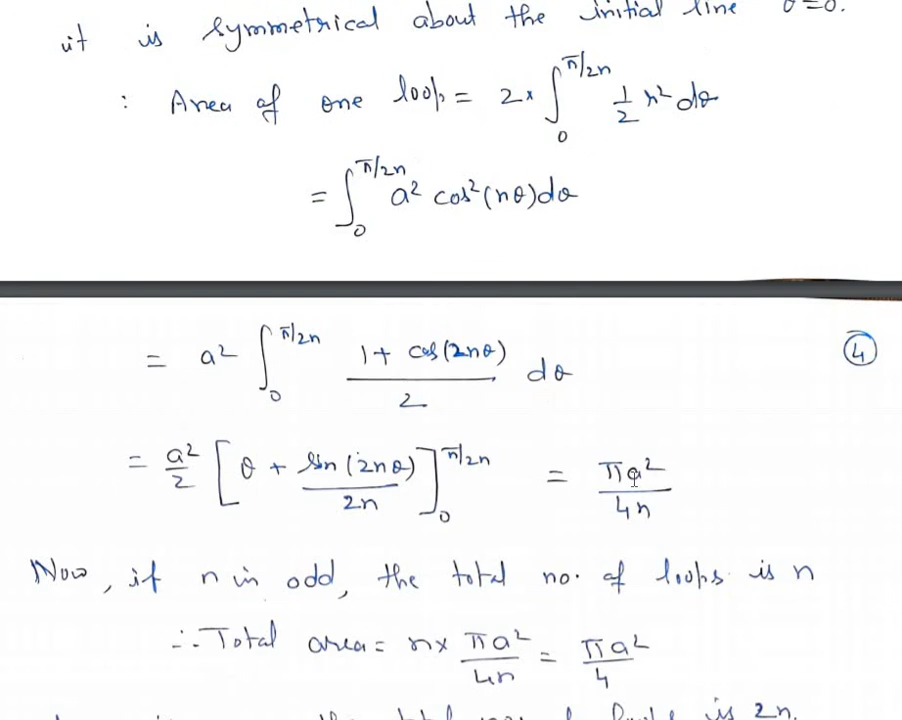 it is symmetrical about the initial line θ=0.
: Area of one loop = 2× ∫₀^{π/2n} 1/2 r² dθ
= ∫₀^{π/2n} a² cos²(nθ)dθ
= a² ∫₀^{π/2n} (1 + cos(2nθ))/2 dθ
④
= a²/2 [θ + sin(2nθ)/2n]₀^{π/2n} = πa²/4n
Now, if n is odd, the total no. of loops is n
∴ Total area = n× πa²/4n = πa²/4
is 2n.